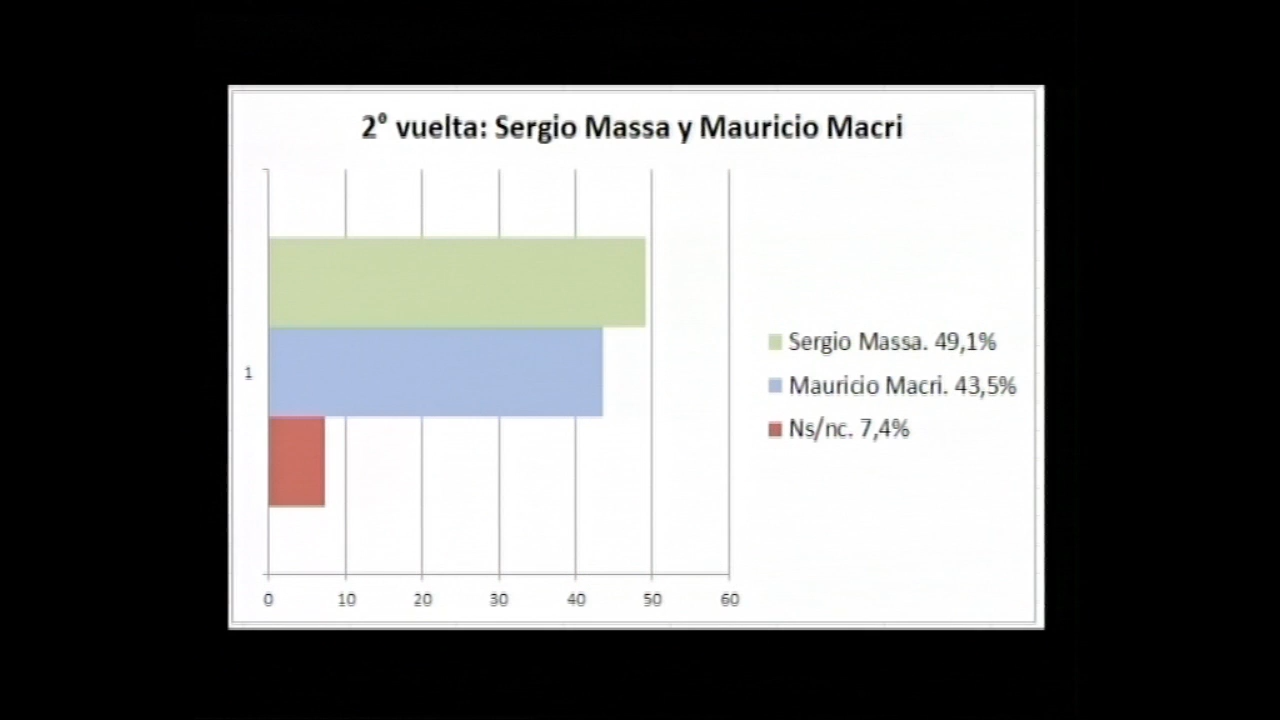 2° vuelta: Sergio Massa y Mauricio Macri
Sergio Massa. 49,1%
1
Mauricio Macri. 43,5%
Ns/nc. 7,4%
0 10 20 30 40 50 60